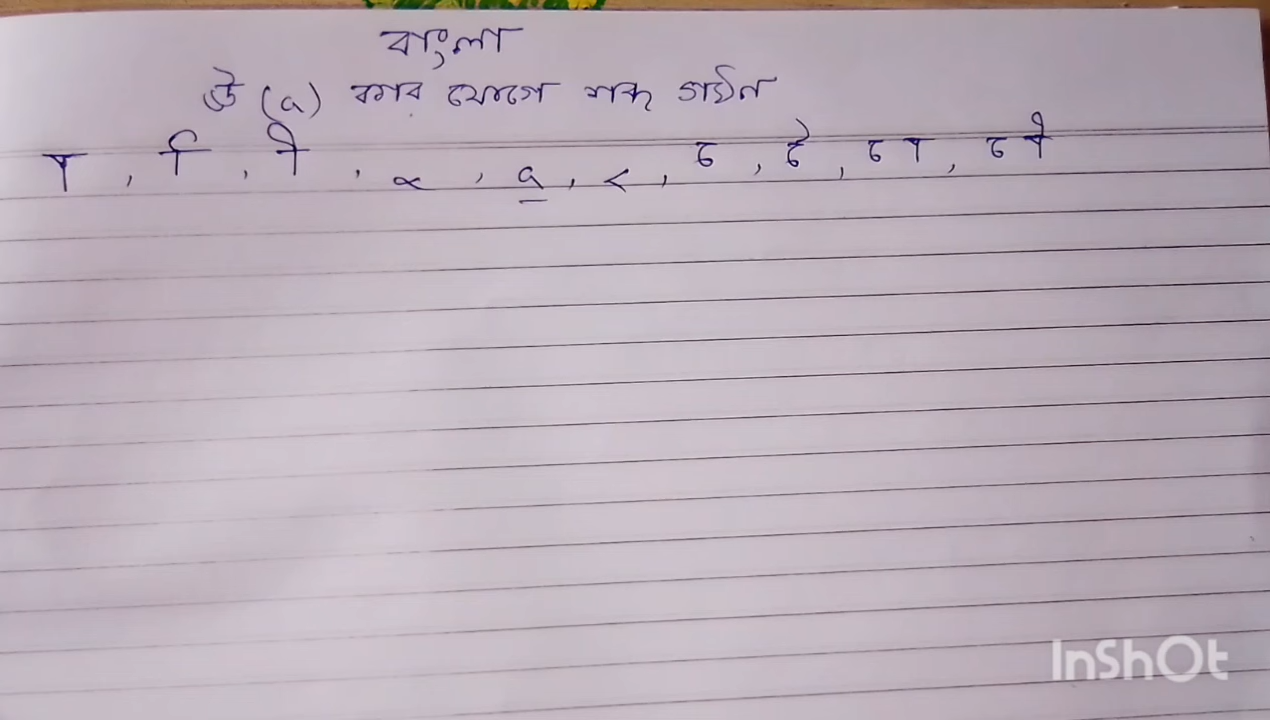 বাংলা
ঊ (ূ) কার যোগে শব্দ গঠন
া , ি , ী , ু , ূ , ৃ , ে , ৈ , ো , ৌ
InShOt